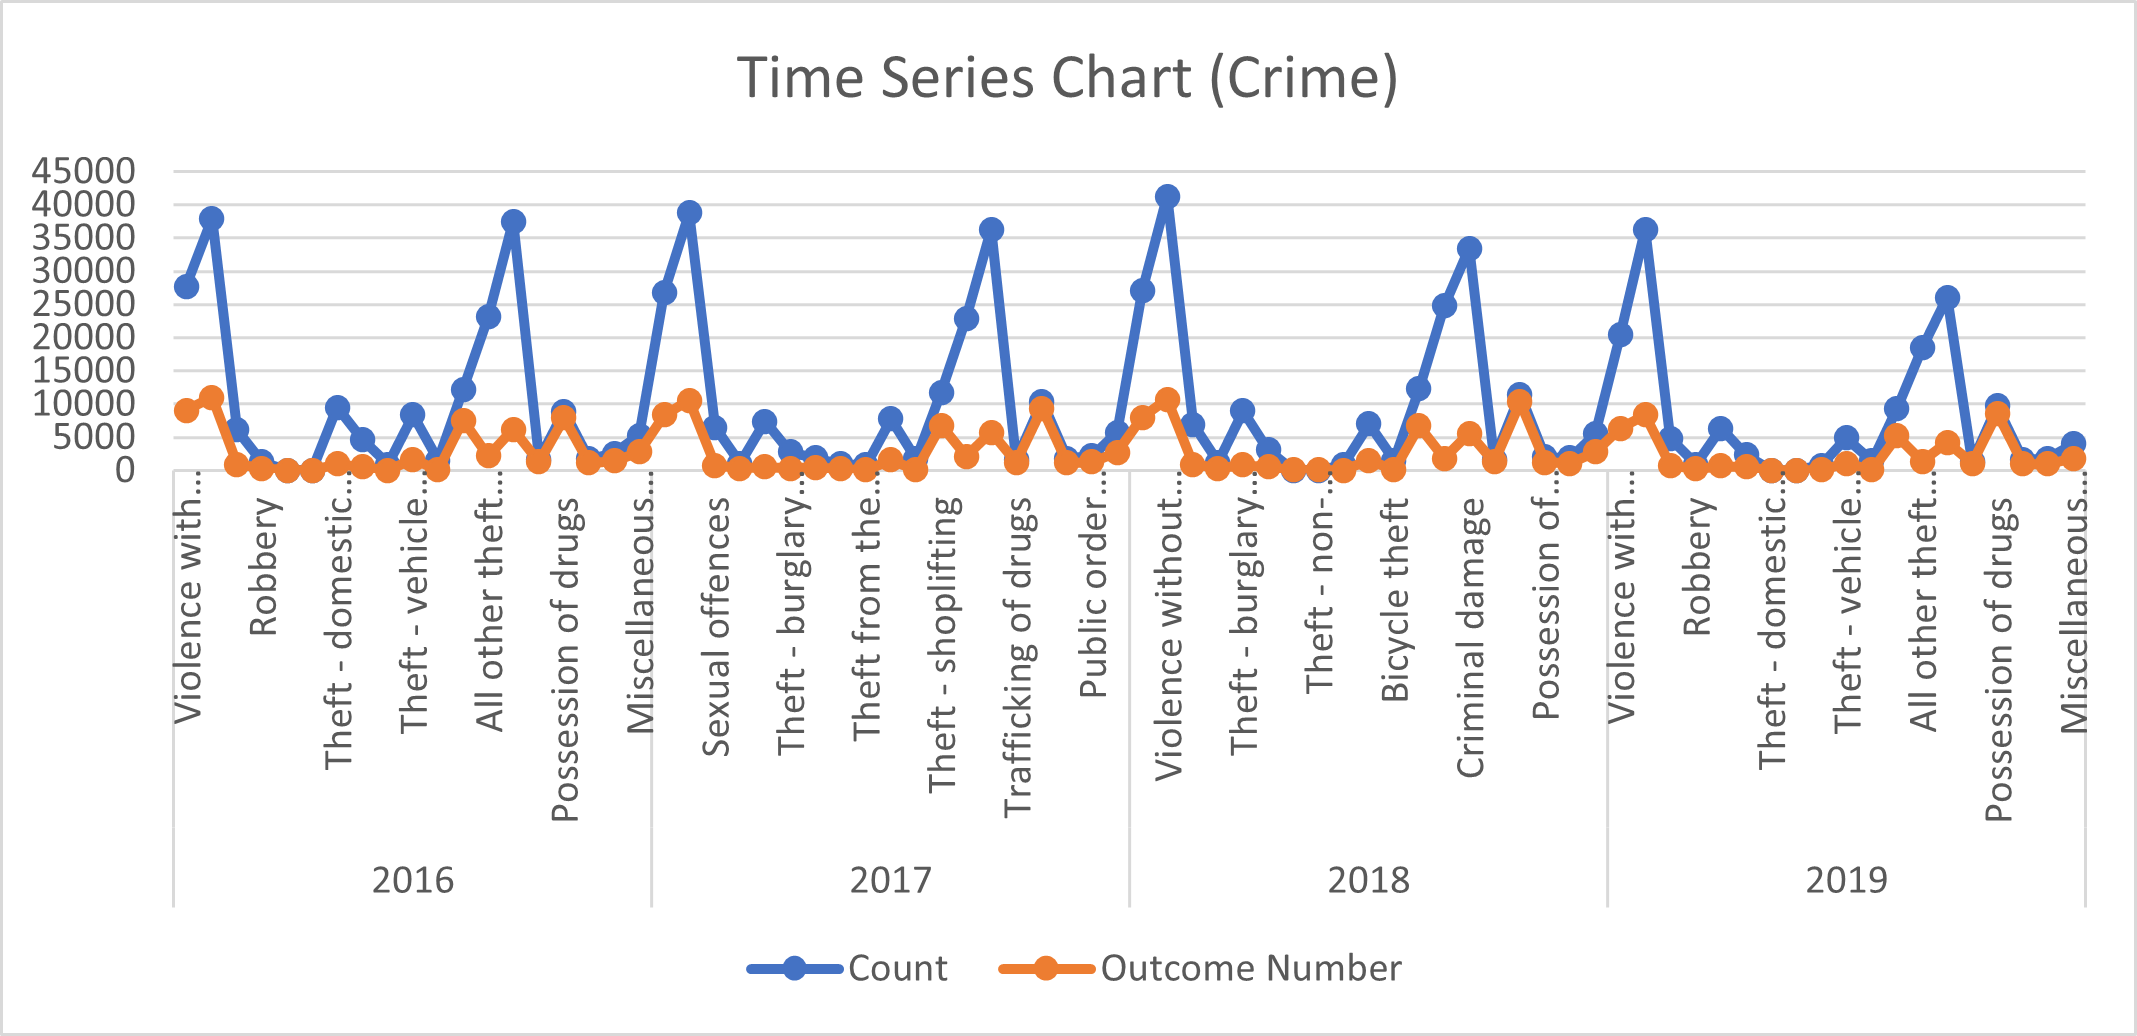 Time Series Chart (Crime)
45000
40000
35000
30000
25000
20000
15000
10000
5000
0
Violence with...
Robbery
Theft - domestic...
Theft - vehicle...
All other theft...
Possession of drugs
Miscellaneous...
Sexual offences
Theft - burglary...
Theft from the...
Theft - shoplifting
Trafficking of drugs
Public order...
Violence without...
Theft - burglary...
Theft - non-...
Bicycle theft
Criminal damage
Possession of...
Violence with...
Robbery
Theft - domestic...
Theft - vehicle...
All other theft...
Possession of drugs
Miscellaneous...
2016
2017
2018
2019
Count
Outcome Number